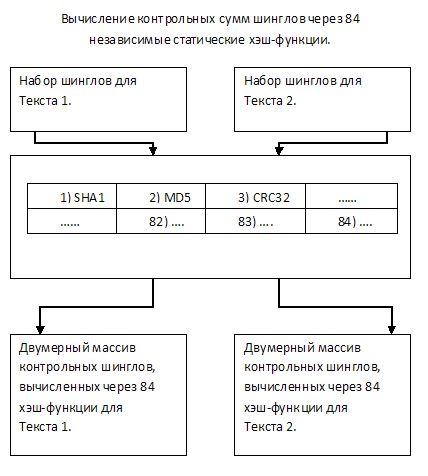 Вычисление контрольных сумм шинглов через 84
независимые статические хэш-функции.
Набор шинглов для
Текста 1.
Набор шинглов для
Текста 2.
1) SHA1 2) MD5 3) CRC32 ......
...... 82) .... 83) .... 84) ....
Двумерный массив
контрольных шинглов,
вычисленных через 84
хэш-функции для
Текста 1.
Двумерный массив
контрольных шинглов,
вычисленных через 84
хэш-функции для
Текста 2.